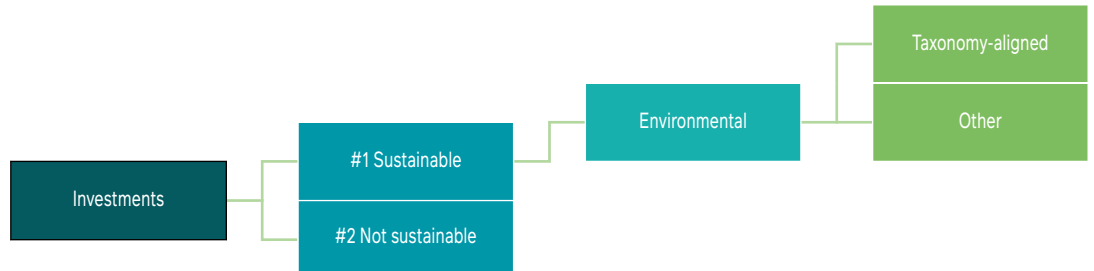 Investments
#1 Sustainable
#2 Not sustainable
Environmental
Taxonomy-aligned
Other